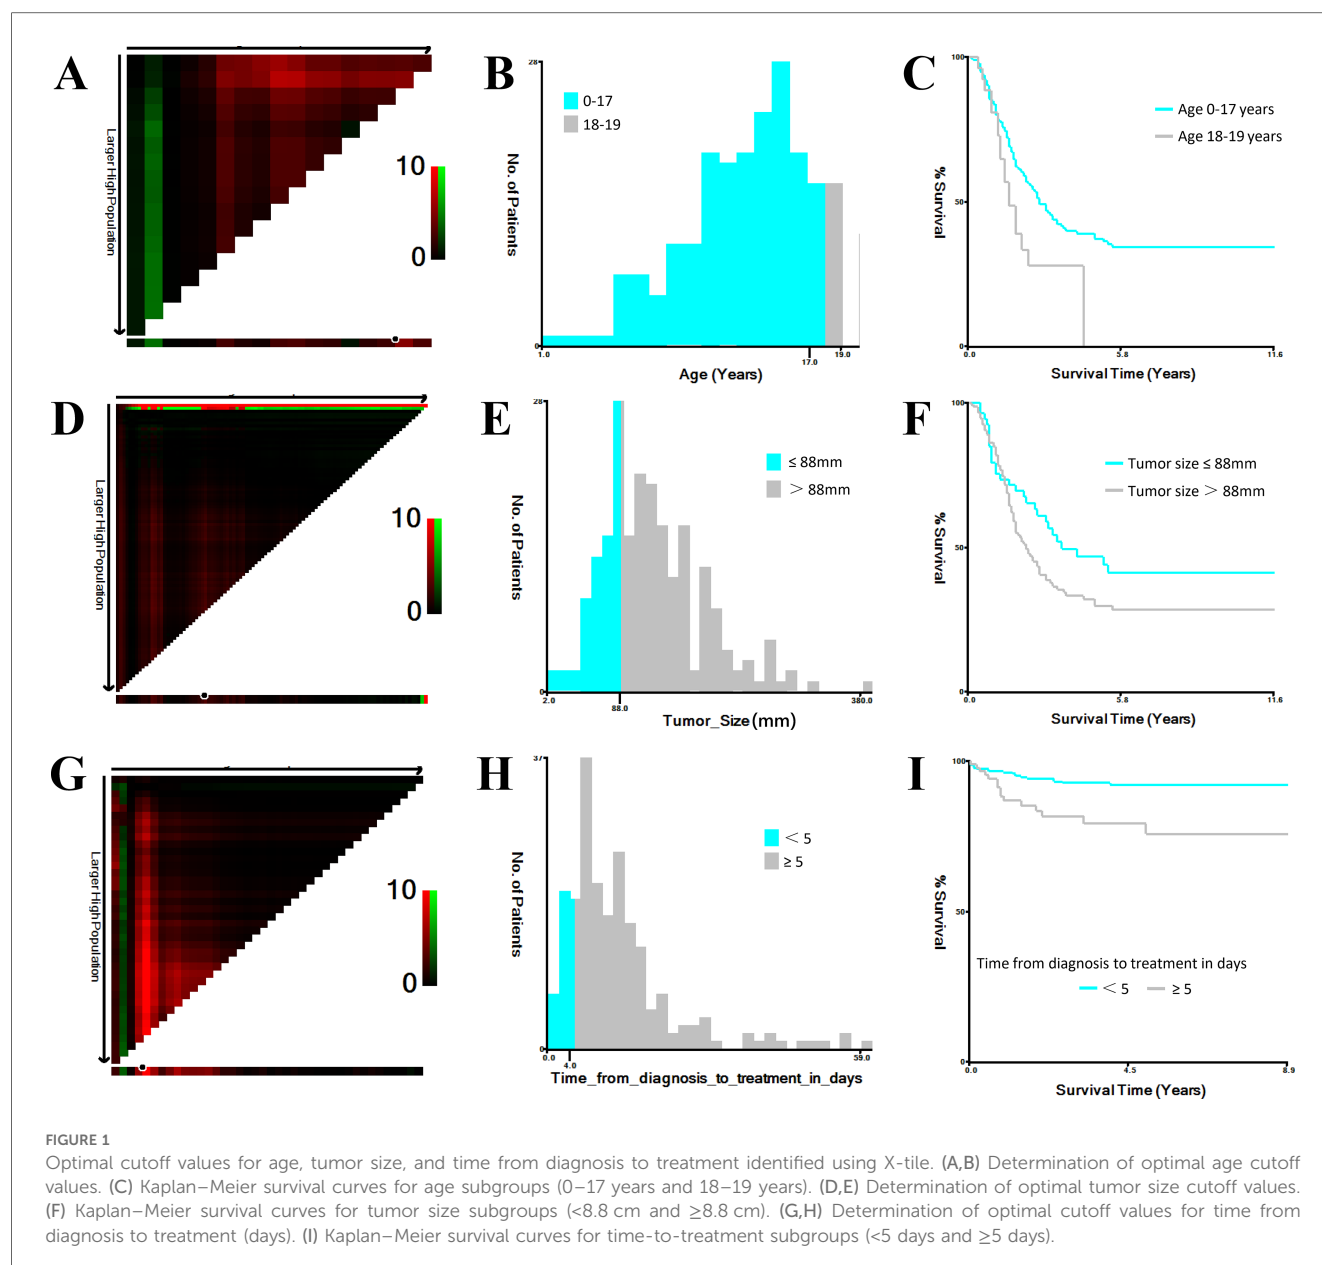 A
Larger High Population
10
0
B
28
0-17
18-19
No. of Patients
0
1.0
17.0
19.0
Age (Years)
C
100
Age 0-17 years
Age 18-19 years
% Survival
50
0
0.0
5.8
11.6
Survival Time (Years)
D
Larger High Population
10
0
E
28
≤ 88mm
> 88mm
No. of Patients
0
2.0
88.0
380.0
Tumor_Size(mm)
F
100
Tumor size ≤ 88mm
Tumor size > 88mm
% Survival
50
0
0.0
5.8
11.6
Survival Time (Years)
G
Larger High Population
10
0
H
37
< 5
≥ 5
No. of Patients
0
0.0
4.0
59.0
Time_from_diagnosis_to_treatment_in_days
I
100
% Survival
50
Time from diagnosis to treatment in days
< 5 ≥ 5
0
0.0
4.5
8.9
Survival Time (Years)
FIGURE 1
Optimal cutoff values for age, tumor size, and time from diagnosis to treatment identified using X-tile. (A,B) Determination of optimal age cutoff
values. (C) Kaplan–Meier survival curves for age subgroups (0–17 years and 18–19 years). (D,E) Determination of optimal tumor size cutoff values.
(F) Kaplan–Meier survival curves for tumor size subgroups (<8.8 cm and ≥8.8 cm). (G,H) Determination of optimal cutoff values for time from
diagnosis to treatment (days). (I) Kaplan–Meier survival curves for time-to-treatment subgroups (<5 days and ≥5 days).